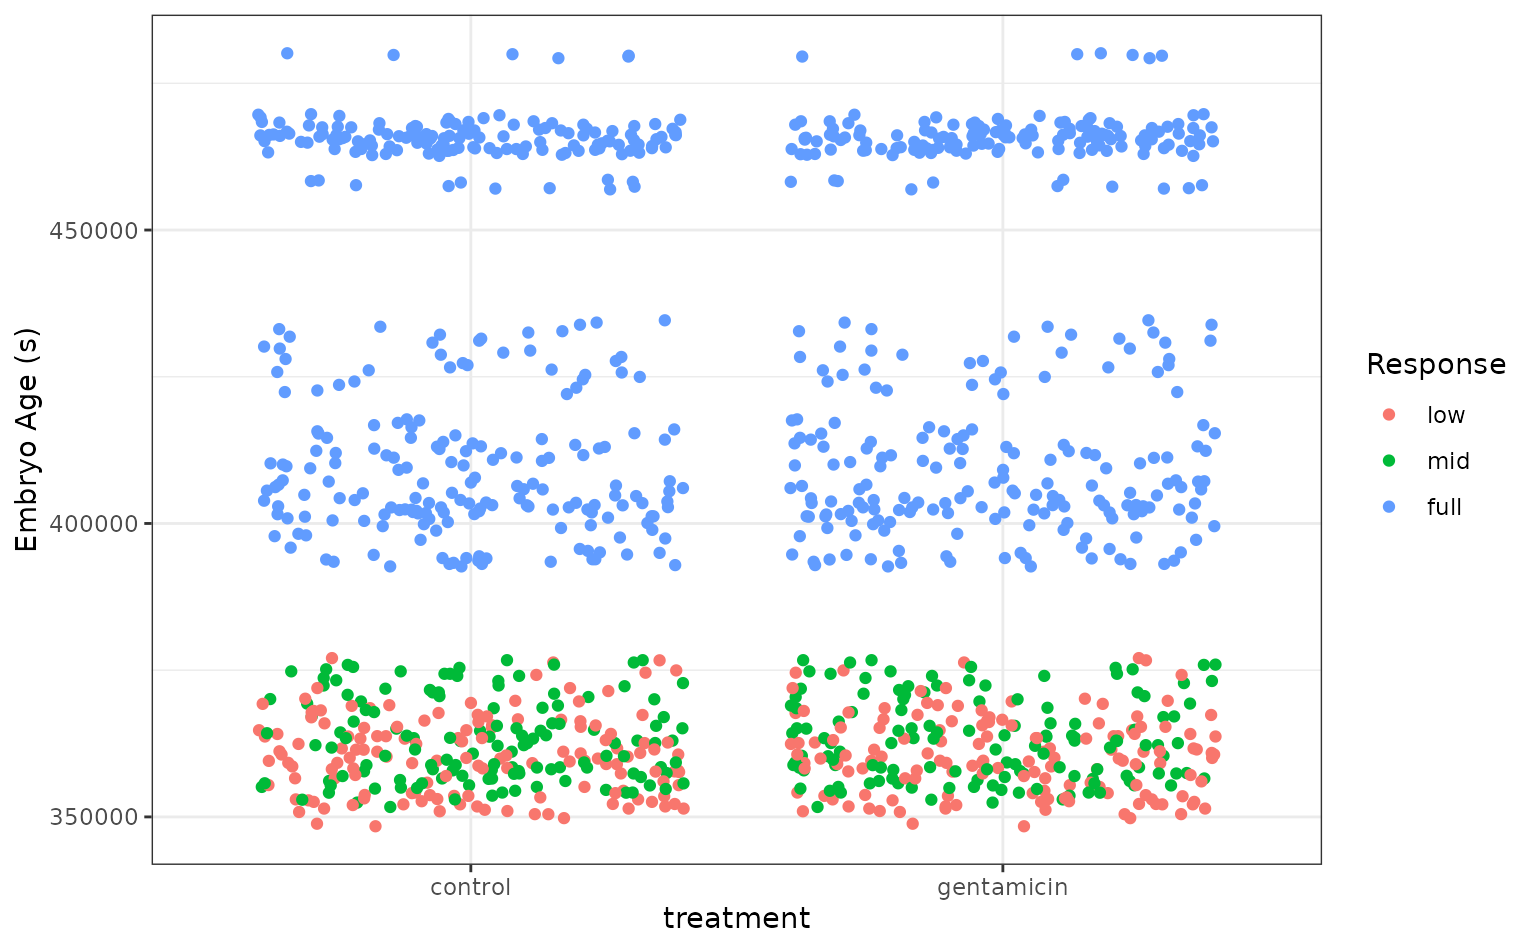 Embryo Age (s)
450000
400000
350000
control
gentamicin
treatment
Response
low
mid
full